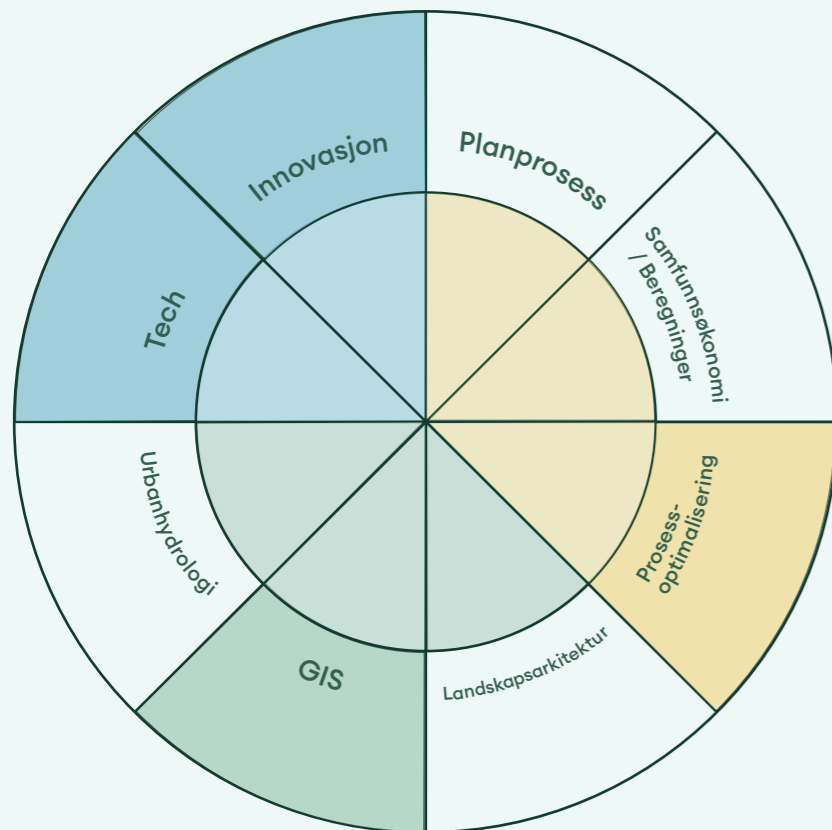 Innovasjon
Planprosess
Samfunnsøkonomi
/ Beregninger
Tech
Urbanhydrologi
Prosess-
optimalisering
GIS
Landskapsarkitektur